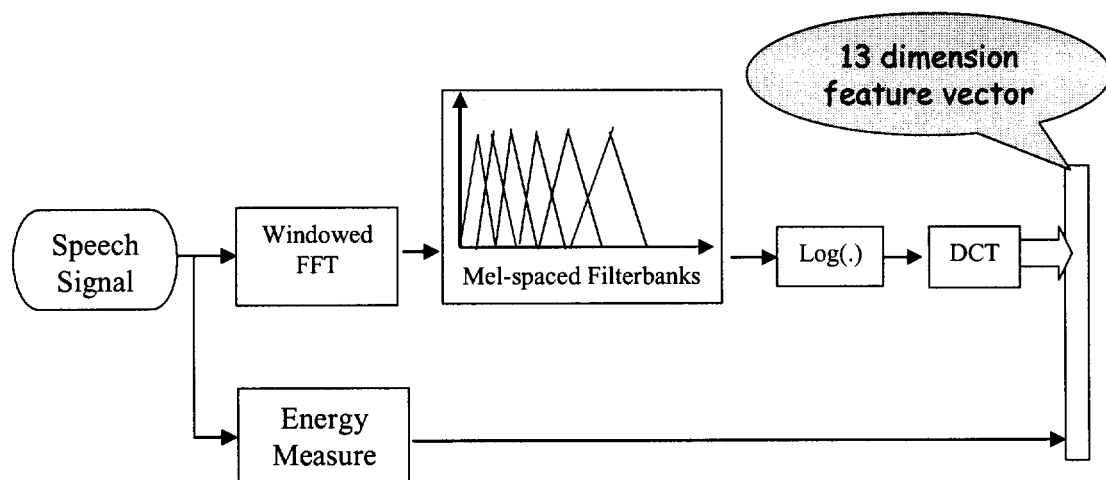 13 dimension
feature vector
Speech
Signal
Windowed
FFT
Mel-spaced Filterbanks
Log(.)
DCT
Energy
Measure